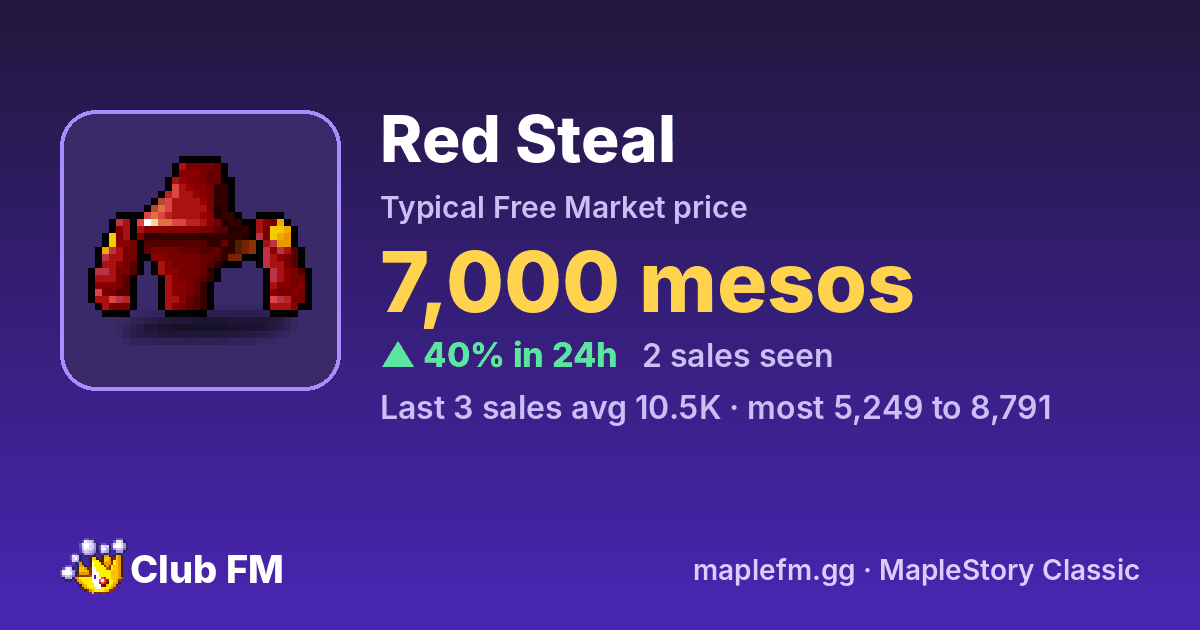 Red Steal
Typical Free Market price
7,000 mesos
▲ 40% in 24h 2 sales seen
Last 3 sales avg 10.5K · most 5,249 to 8,791
Club FM
maplefm.gg · MapleStory Classic